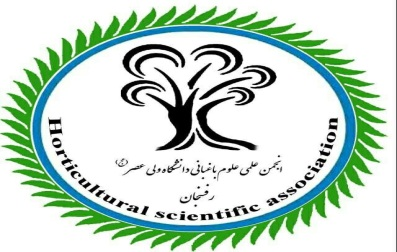 انجمن علمی علوم باغبانی دانشگاه ولی عصر (عج)
رفسنجان
Horticultural scientific association